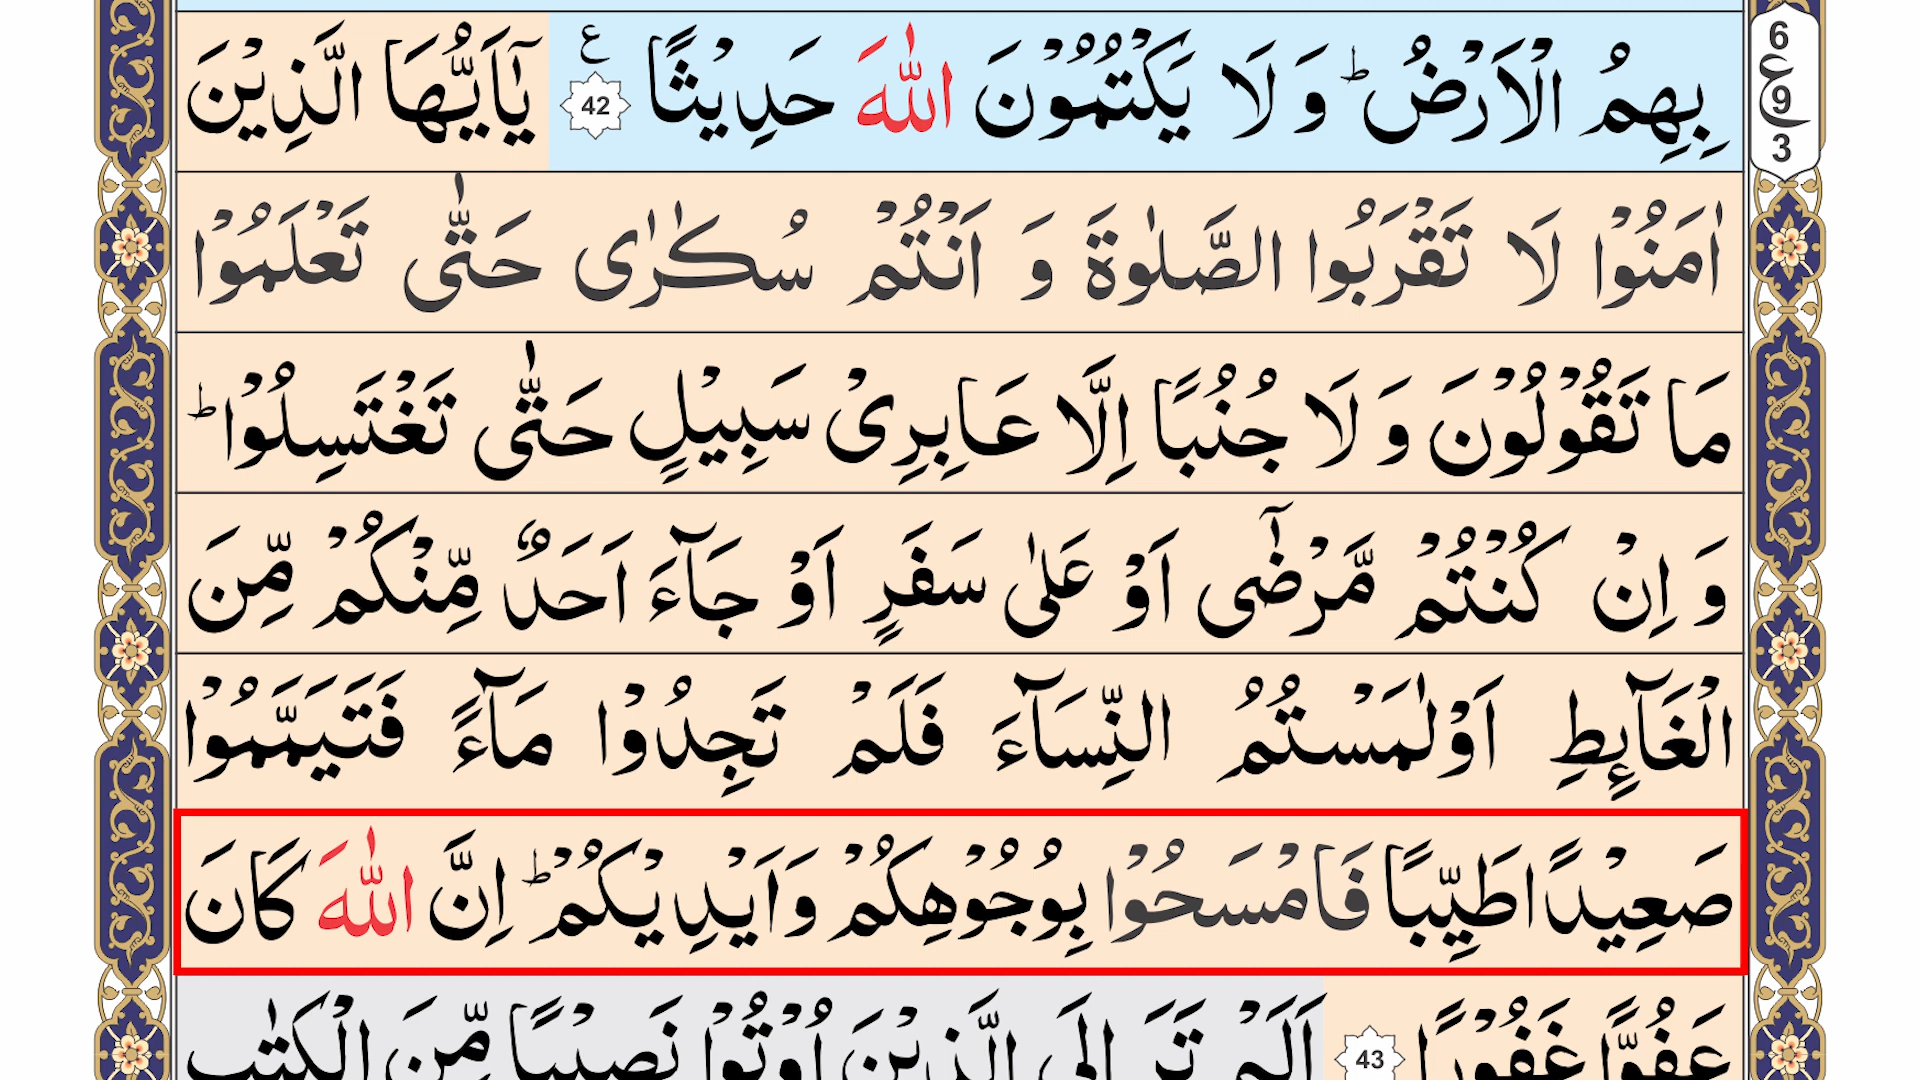 بِهِمُ الْاَرْضُ ؕ وَ لَا يَكْتُمُوْنَ اللّٰهَ حَدِيْثًا ع 42 يٰۤاَيُّهَا الَّذِيْنَ
6
ع
9
3
اٰمَنُوْا لَا تَقْرَبُوا الصَّلٰوةَ وَ اَنْتُمْ سُكٰرٰى حَتّٰى تَعْلَمُوْا
مَا تَقُوْلُوْنَ وَ لَا جُنُبًا اِلَّا عَابِرِىْ سَبِيْلٍ حَتّٰى تَغْتَسِلُوْا ؕ
وَ اِنْ كُنْتُمْ مَّرْضٰۤى اَوْ عَلٰى سَفَرٍ اَوْ جَآءَ اَحَدٌ مِّنْكُمْ مِّنَ
الْغَآئِطِ اَوْ لٰمَسْتُمُ النِّسَآءَ فَلَمْ تَجِدُوْا مَآءً فَتَيَمَّمُوْا
صَعِيْدًا طَيِّبًا فَامْسَحُوْا بِوُجُوْهِكُمْ وَاَيْدِيْكُمْ ؕ اِنَّ اللّٰهَ كَانَ
عَفُوًّا غَفُوْرًا 43 اَلَمْ تَرَ اِلَى الَّذِيْنَ اُوْتُوْا نَصِيْبًا مِّنَ الْكِتٰبِ